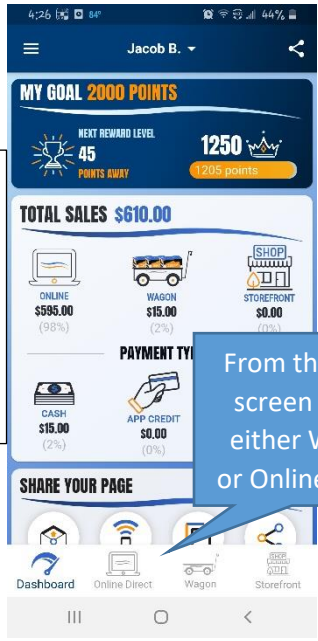 4:26 84° 44%
Jacob B.
MY GOAL 2000 POINTS
NEXT REWARD LEVEL
45
POINTS AWAY
1250
1205 points
TOTAL SALES $610.00
ONLINE
$595.00
(98%)
WAGON
$15.00
(2%)
SHOP
STOREFRONT
$0.00
(0%)
PAYMENT TY
CASH
$15.00
(2%)
APP CREDIT
$0.00
(0%)
From th
screen
either W
or Online
SHARE YOUR PAGE
Dashboard Online Direct Wagon Storefront